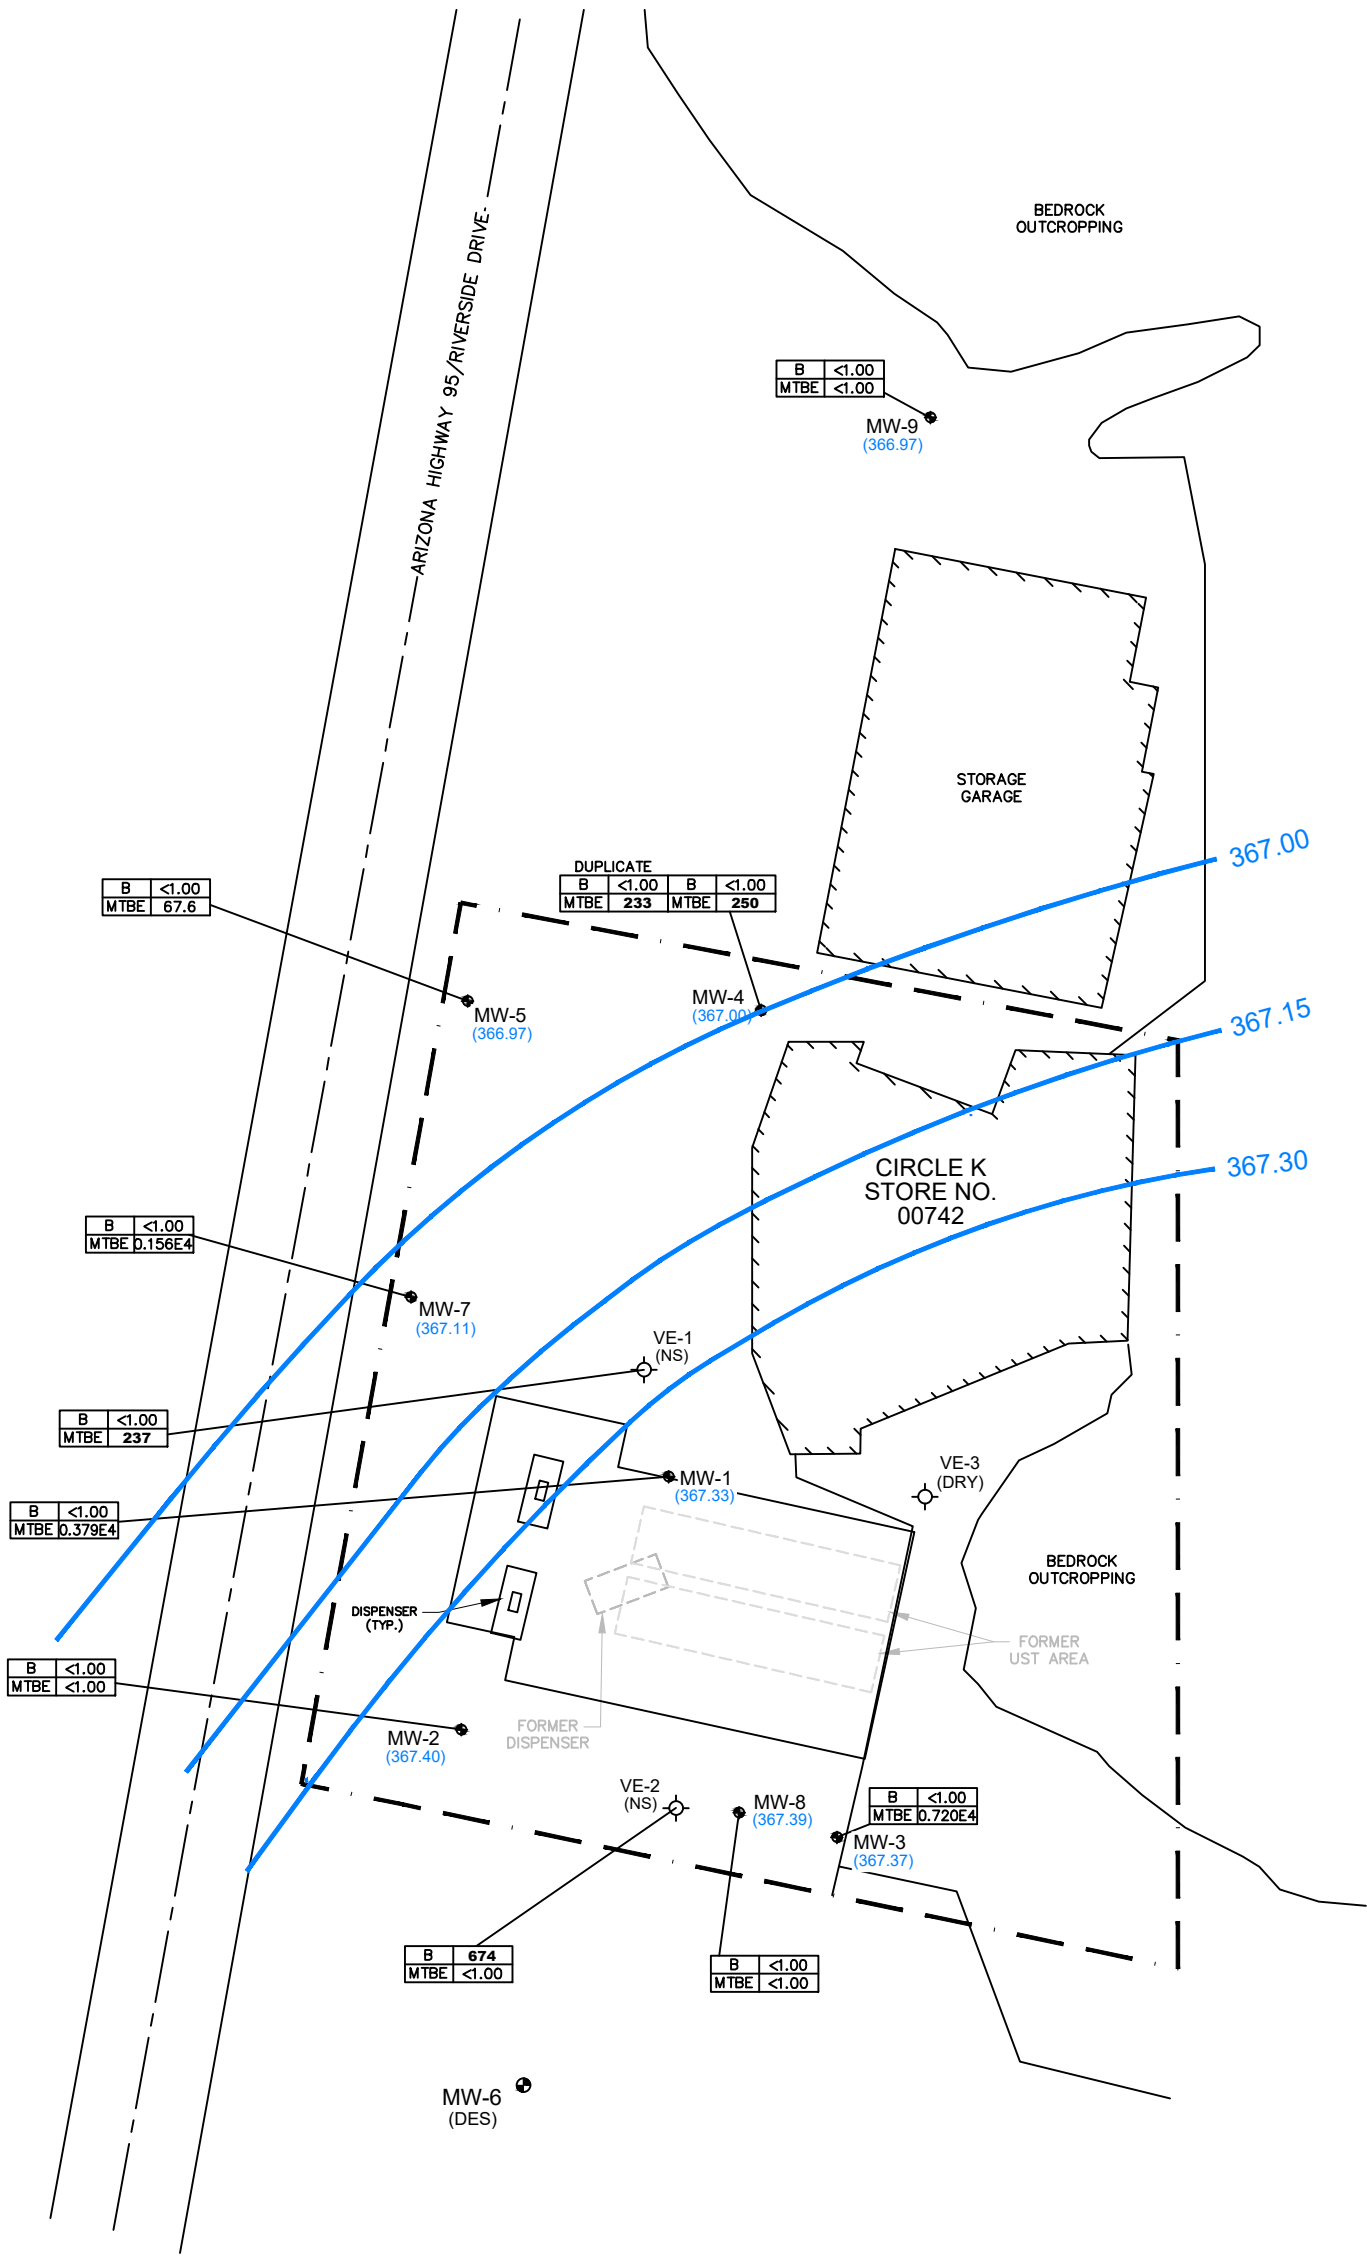 BEDROCK
OUTCROPPING
ARIZONA HIGHWAY 95/RIVERSIDE DRIVE
B <1.00
MTBE <1.00
MW-9
(366.97)
STORAGE
GARAGE
367.00
DUPLICATE
B <1.00 B <1.00
MTBE 233 MTBE 250
B <1.00
MTBE 67.6
MW-4
(367.00)
MW-5
(366.97)
367.15
367.30
CIRCLE K
STORE NO.
00742
B <1.00
MTBE 0.156E4
MW-7
(367.11)
VE-1
(NS)
B <1.00
MTBE 237
MW-1
(367.33)
VE-3
(DRY)
B <1.00
MTBE 0.379E4
BEDROCK
OUTCROPPING
DISPENSER
(TYP.)
FORMER
UST AREA
B <1.00
MTBE <1.00
FORMER
DISPENSER
MW-2
(367.40)
VE-2
(NS)
MW-8
(367.39)
B <1.00
MTBE 0.720E4
MW-3
(367.37)
B 674
MTBE <1.00
B <1.00
MTBE <1.00
MW-6
(DES)